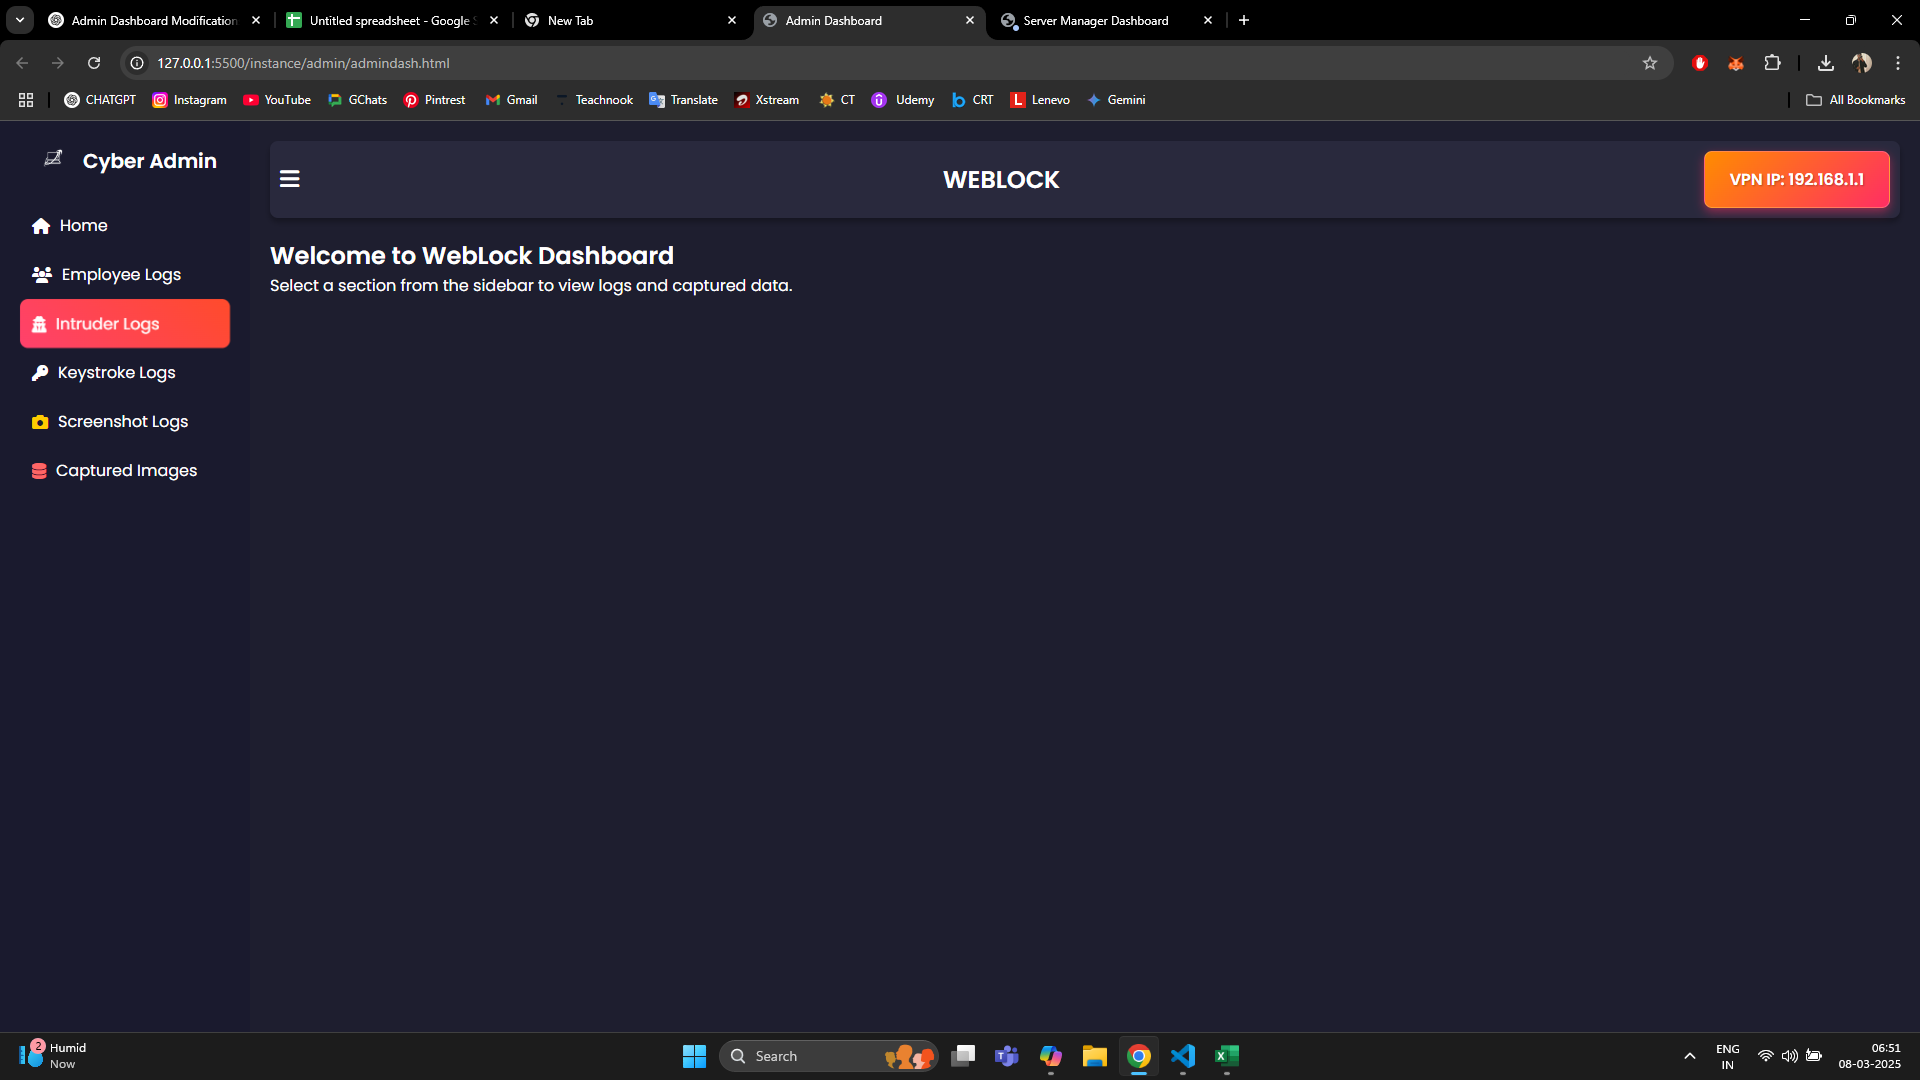 Admin Dashboard Modification
Untitled spreadsheet - Google S
New Tab
Admin Dashboard
Server Manager Dashboard
127.0.0.1:5500/instance/admin/admindash.html
CHATGPT
Instagram
YouTube
GChats
Pintrest
Gmail
Teachnook
Translate
Xstream
CT
Udemy
CRT
Lenevo
Gemini
All Bookmarks
Cyber Admin
Home
Employee Logs
Intruder Logs
Keystroke Logs
Screenshot Logs
Captured Images
WEBLOCK
VPN IP: 192.168.1.1
Welcome to WebLock Dashboard
Select a section from the sidebar to view logs and captured data.
2
Humid
Now
Search
ENG
IN
06:51
08-03-2025